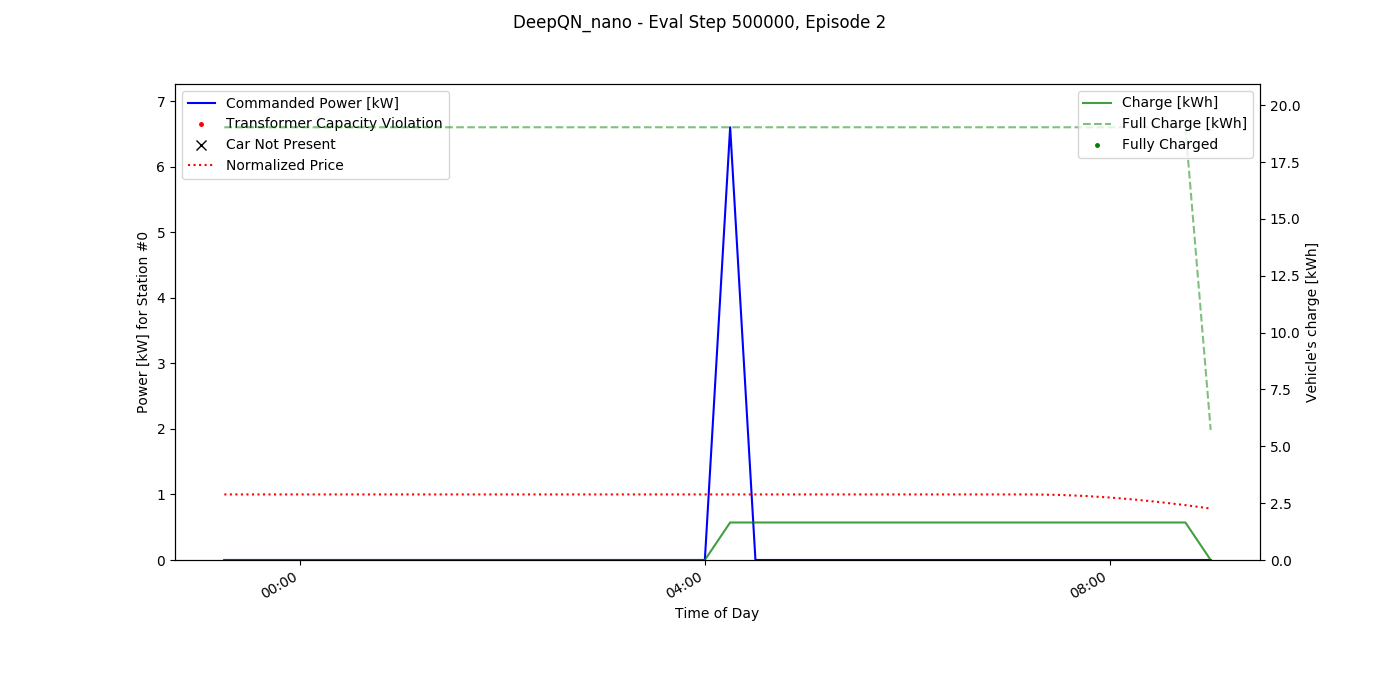 DeepQN_nano - Eval Step 500000, Episode 2
Commanded Power [kW]
Transformer Capacity Violation
Car Not Present
Normalized Price
Charge [kWh]
Full Charge [kWh]
Fully Charged
7
6
5
4
3
2
1
0
Power [kW] for Station #0
20.0
17.5
15.0
12.5
10.0
7.5
5.0
2.5
0.0
Vehicle's charge [kWh]
00:00
04:00
08:00
Time of Day